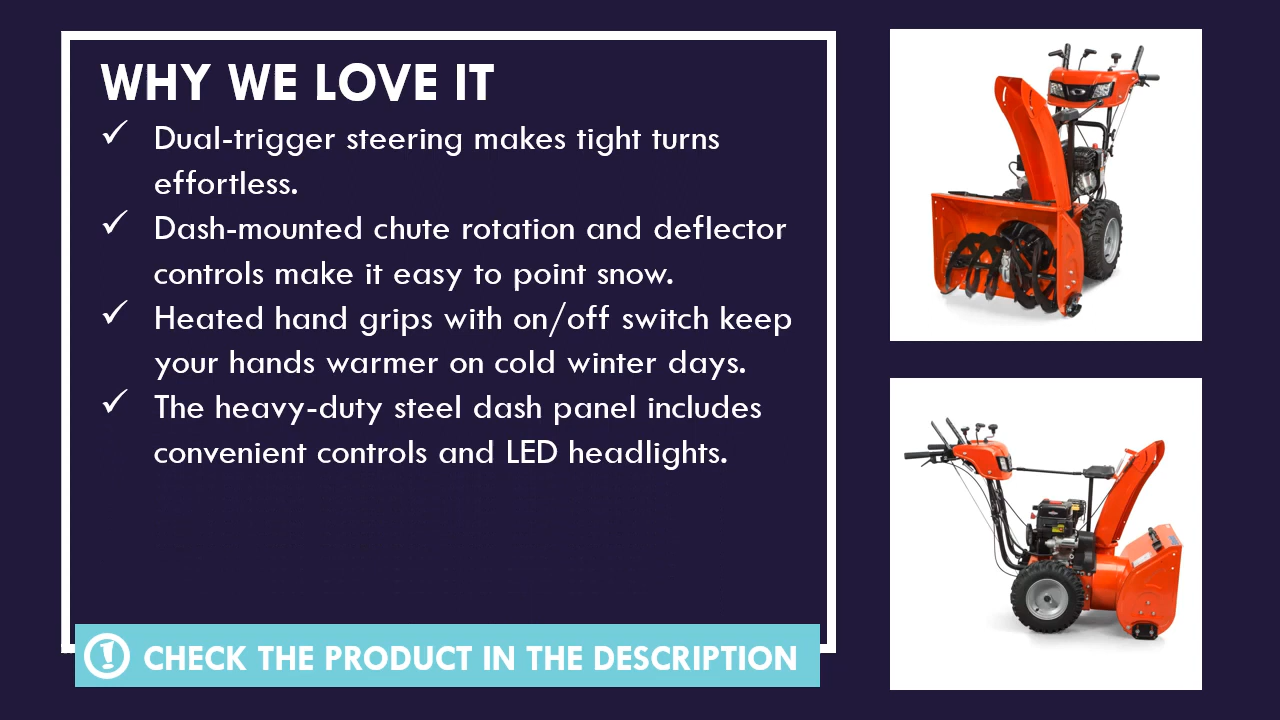 WHY WE LOVE IT
✓ Dual-trigger steering makes tight turns
effortless.
✓ Dash-mounted chute rotation and deflector
controls make it easy to point snow.
✓ Heated hand grips with on/off switch keep
your hands warmer on cold winter days.
✓ The heavy-duty steel dash panel includes
convenient controls and LED headlights.
! CHECK THE PRODUCT IN THE DESCRIPTION